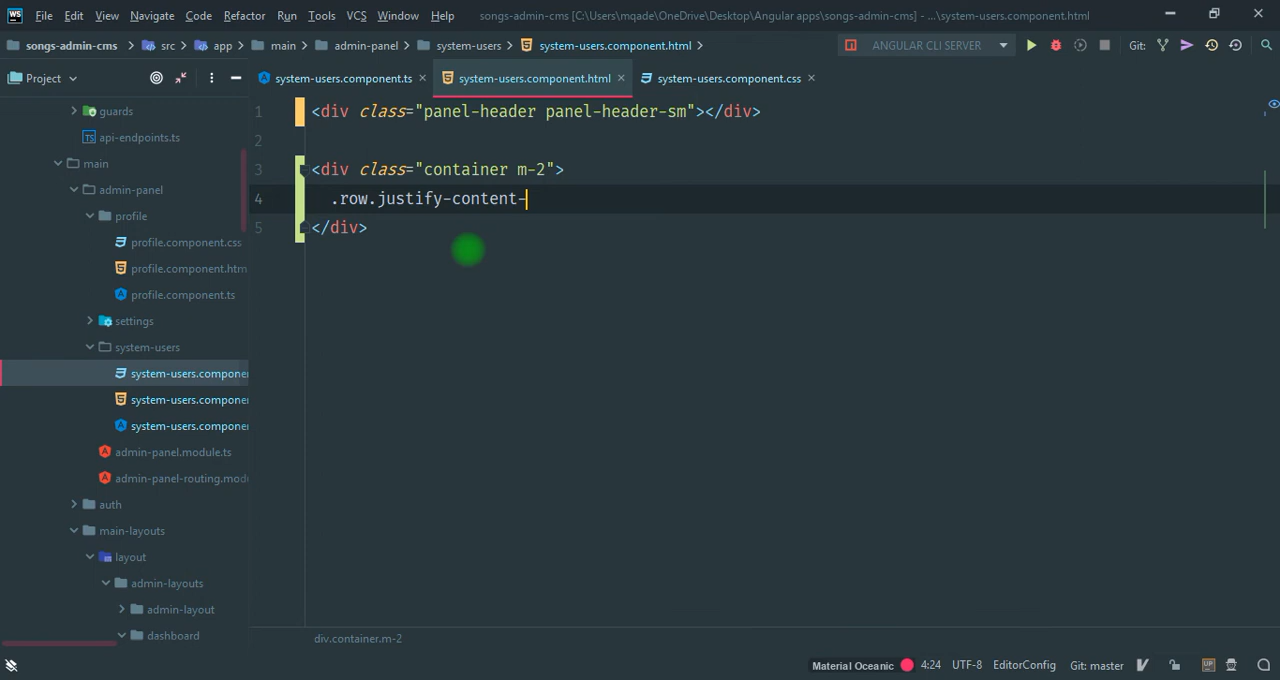 WS File Edit View Navigate Code Refactor Run Tools VCS Window Help songs-admin-cms [C:\Users\mqade\OneDrive\Desktop\Angular apps\songs-admin-cms] - ...\system-users.component.html
songs-admin-cms src app main admin-panel system-users system-users.component.html ANGULAR CLI SERVER Git:
Project system-users.component.ts system-users.component.html system-users.component.css
guards
api-endpoints.ts
main
admin-panel
profile
profile.component.css
profile.component.htm
profile.component.ts
settings
system-users
system-users.compone
system-users.compone
system-users.compone
admin-panel.module.ts
admin-panel-routing.modu
auth
main-layouts
layout
admin-layouts
admin-layout
dashboard
1 <div class="panel-header panel-header-sm"></div>
2
3 <div class="container m-2">
4 .row.justify-content-
5 </div>
div.container.m-2
Material Oceanic 4:24 UTF-8 EditorConfig Git: master UP